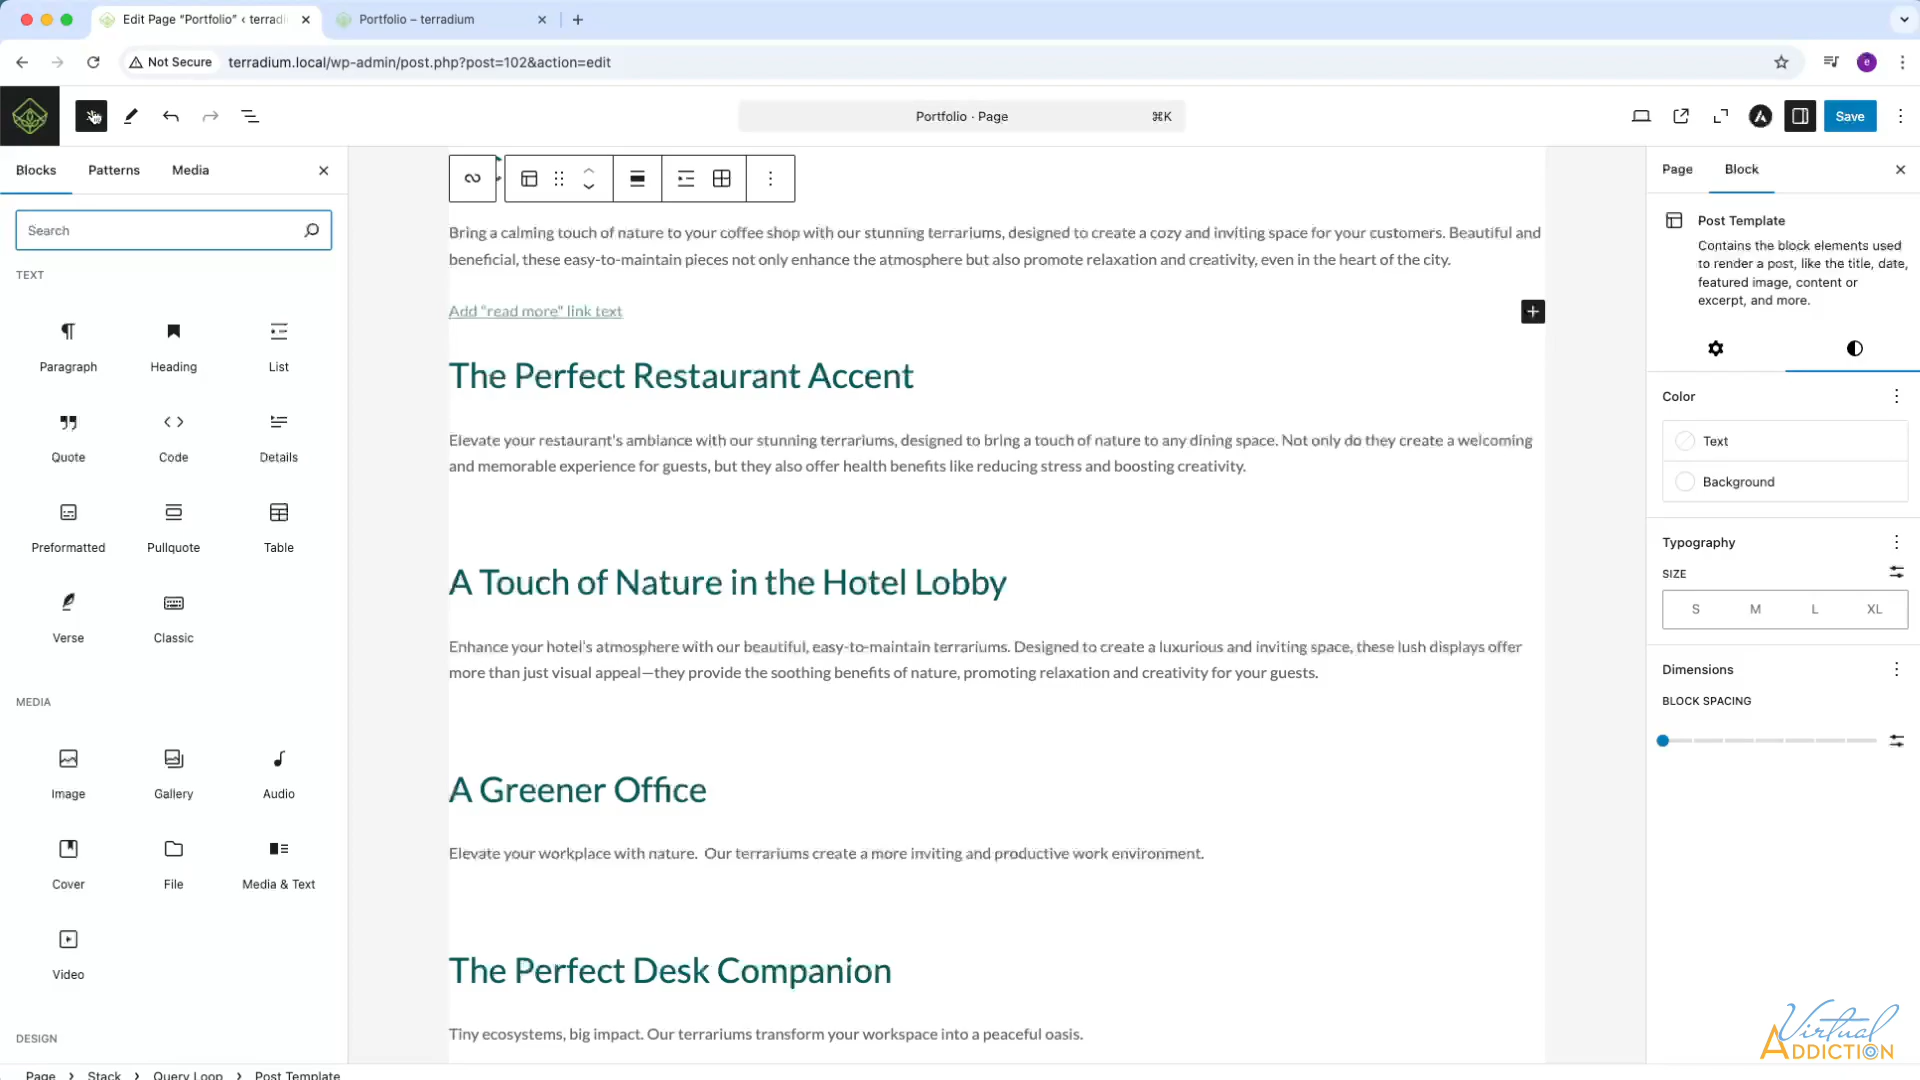 Edit Page "Portfolio" ‹ terradi
Portfolio – terradium
Not Secure
terradium.local/wp-admin/post.php?post=102&action=edit
e
Portfolio · Page
⌘K
Save
Blocks
Patterns
Media
Search
TEXT
Paragraph
Heading
List
Quote
Code
Details
Preformatted
Pullquote
Table
Verse
Classic
MEDIA
Image
Gallery
Audio
Cover
File
Media & Text
Video
DESIGN
Bring a calming touch of nature to your coffee shop with our stunning terrariums, designed to create a cozy and inviting space for your customers. Beautiful and
beneficial, these easy-to-maintain pieces not only enhance the atmosphere but also promote relaxation and creativity, even in the heart of the city.
Add "read more" link text
The Perfect Restaurant Accent
Elevate your restaurant's ambiance with our stunning terrariums, designed to bring a touch of nature to any dining space. Not only do they create a welcoming
and memorable experience for guests, but they also offer health benefits like reducing stress and boosting creativity.
A Touch of Nature in the Hotel Lobby
Enhance your hotel's atmosphere with our beautiful, easy-to-maintain terrariums. Designed to create a luxurious and inviting space, these lush displays offer
more than just visual appeal—they provide the soothing benefits of nature, promoting relaxation and creativity for your guests.
A Greener Office
Elevate your workplace with nature. Our terrariums create a more inviting and productive work environment.
The Perfect Desk Companion
Tiny ecosystems, big impact. Our terrariums transform your workspace into a peaceful oasis.
Page
Block
Post Template
Contains the block elements used
to render a post, like the title, date,
featured image, content or
excerpt, and more.
Color
Text
Background
Typography
SIZE
S M L XL
Dimensions
BLOCK SPACING
Page › Stack › Query Loop › Post Template
Virtual
ADDICTION